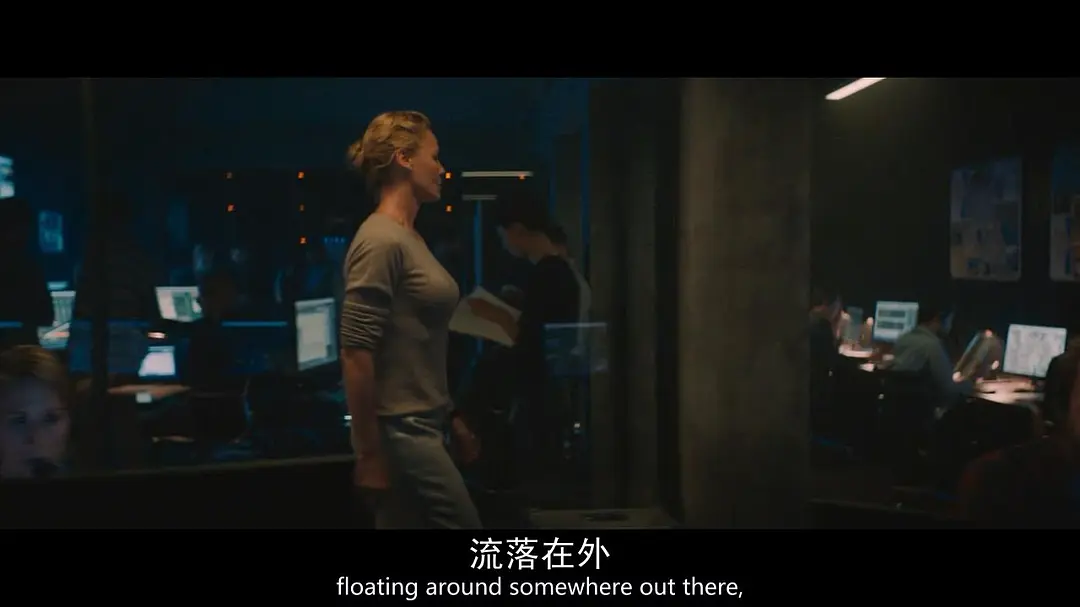 流落在外
floating around somewhere out there,